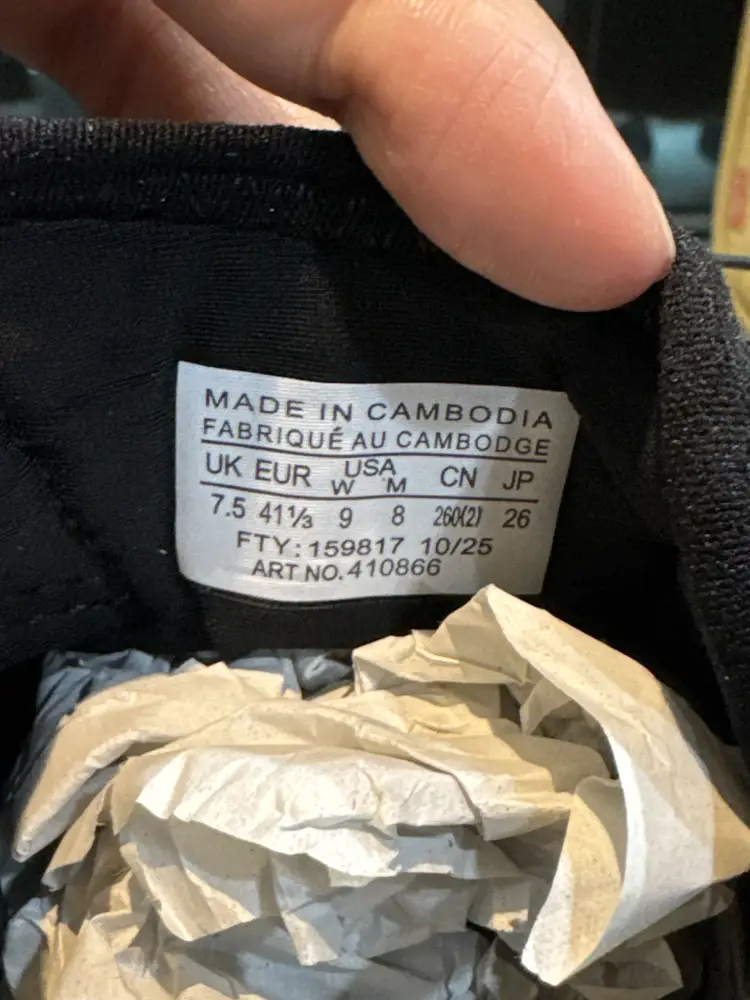 MADE IN CAMBODIA
FABRIQUÉ AU CAMBODGE
UK EUR USA CN JP
W M
7.5 41⅓ 9 8 260(2) 26
FTY: 159817 10/25
ART NO. 410866